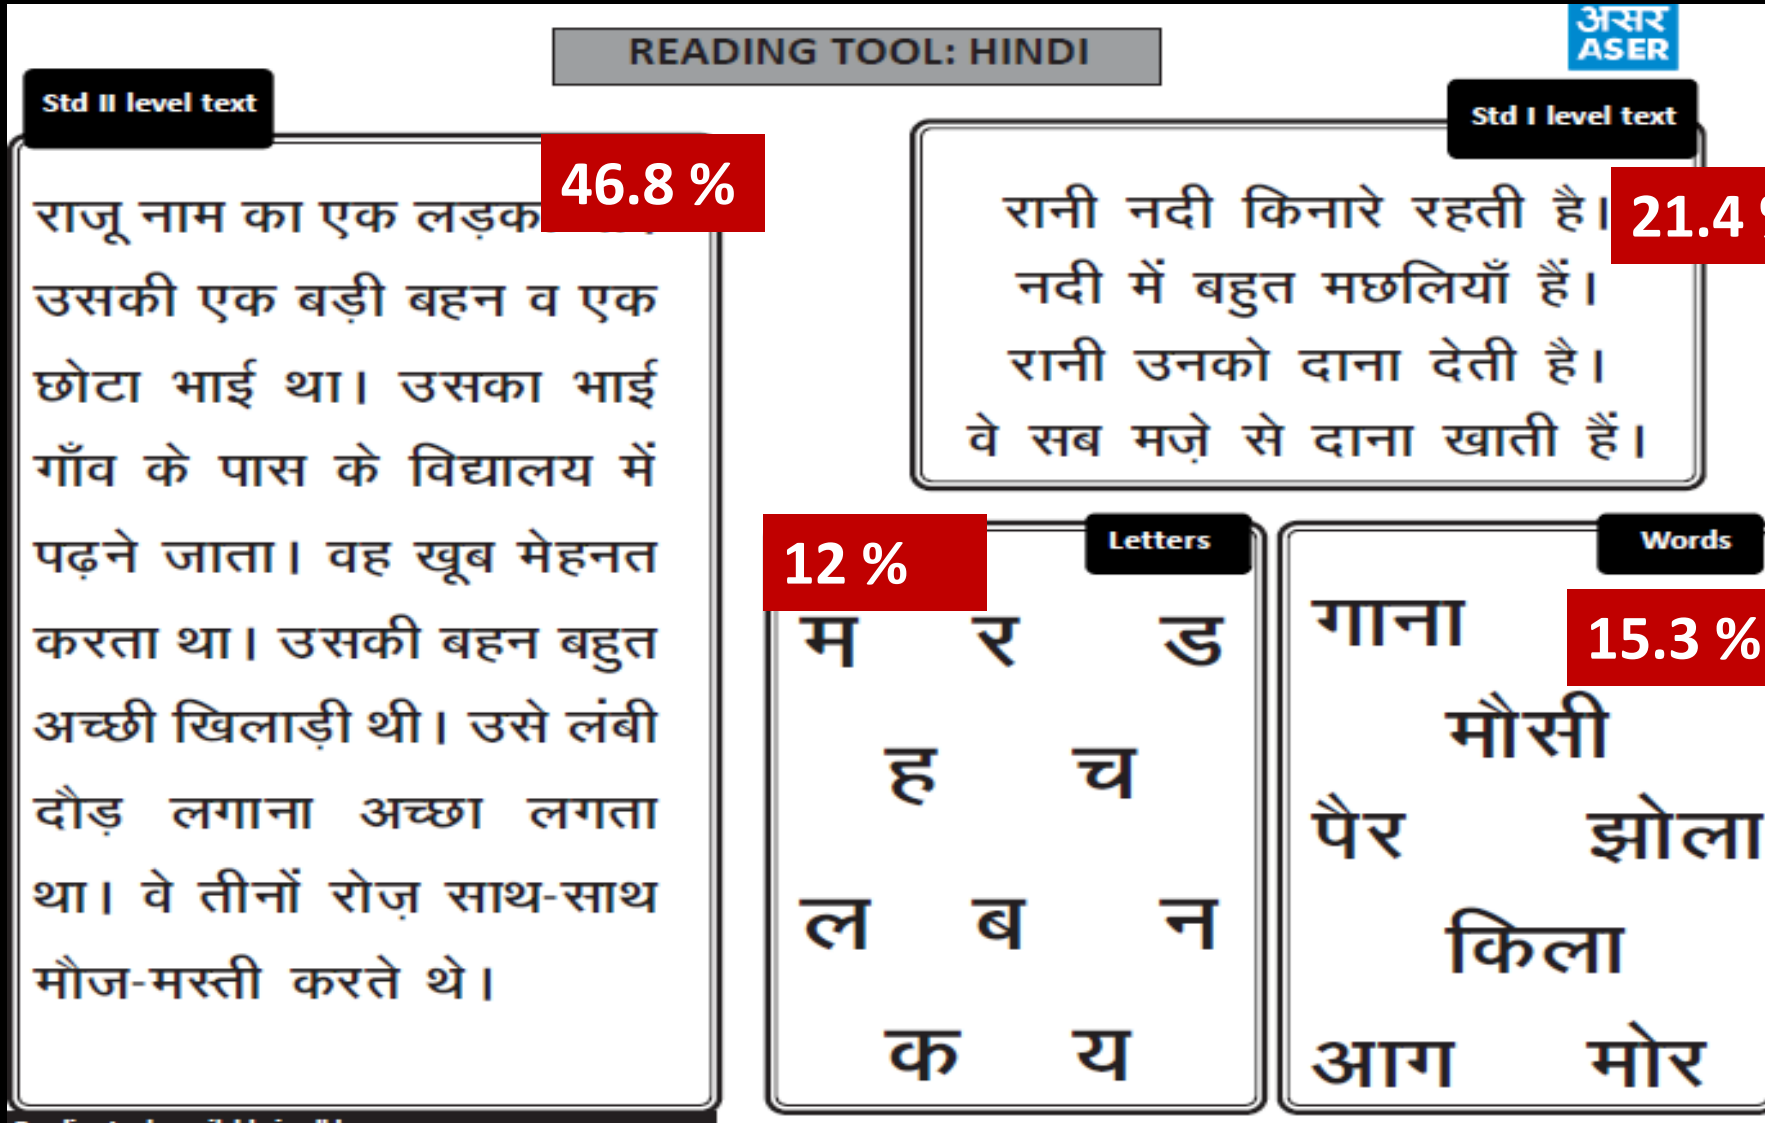 READING TOOL: HINDI
असर
ASER
Std II level text
46.8 %
राजू नाम का एक
उसकी एक बड़ी बहन व एक
छोटा भाई था। उसका भाई
गाँव के पास के विद्यालय में
पढ़ने जाता। वह खूब मेहनत
करता था। उसकी बहन बहुत
अच्छी खिलाड़ी थी। उसे लंबी
दौड़ लगाना अच्छा लगता
था। वे तीनों रोज़ साथ-साथ
मौज-मस्ती करते थे।
Std I level text
21.4
रानी नदी किनारे रहती है।
नदी में बहुत मछलियाँ हैं।
रानी उनको दाना देती है।
वे सब मज़े से दाना खाती हैं।
Letters
12 %
म र ड
ह च
ल ब न
क य
Words
15.3 %
गाना
मौसी
पैर झोला
किला
आग मोर